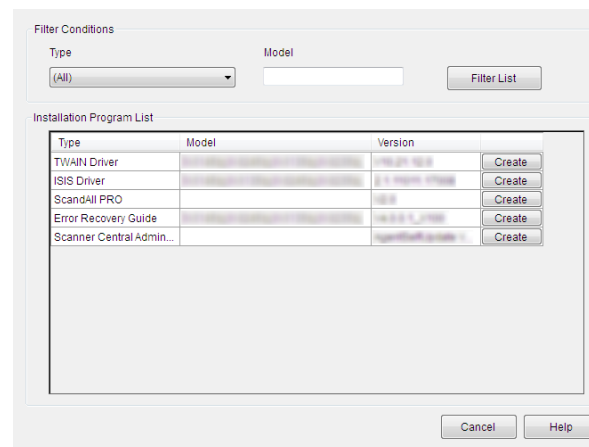 Filter Conditions
Type Model
(All) Filter List
Installation Program List
Type Model Version
TWAIN Driver Create
ISIS Driver Create
ScandAll PRO Create
Error Recovery Guide Create
Scanner Central Admin... Create
Cancel Help